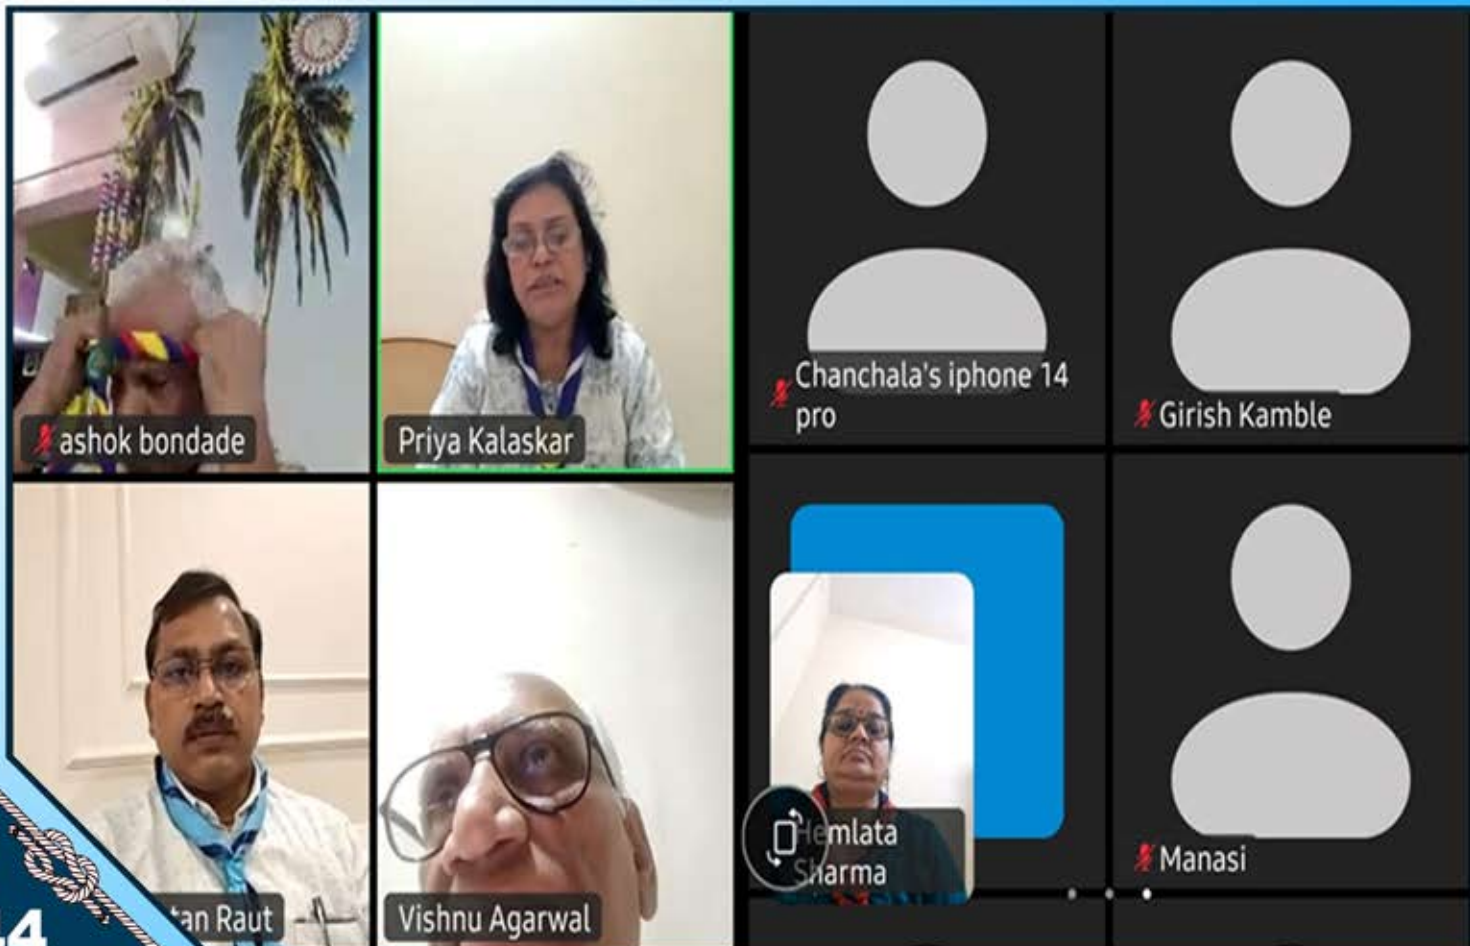 ashok bondade
Priya Kalaskar
Chanchala's iphone 14
pro
Girish Kamble
tan Raut
Vishnu Agarwal
Hemlata
Sharma
Manasi